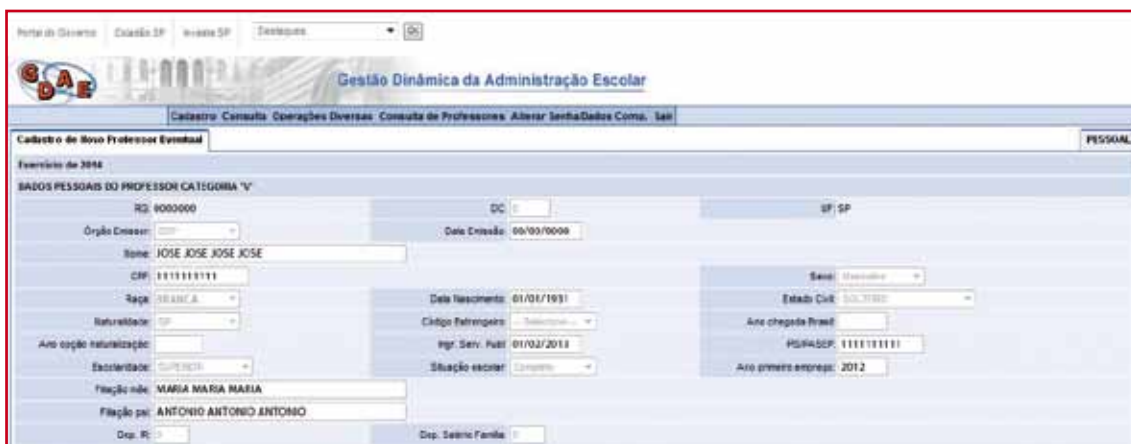 Portal do Governo Cidadão SP Investe SP Destaques OK
GDAE
Gestão Dinâmica da Administração Escolar
Cadastro Consulta Operações Diversas Consulta de Professores Alterar Senha/Dados Comp. Sair
Cadastro de Novo Professor Eventual PESSOAL
Exercício de 2014
DADOS PESSOAIS DO PROFESSOR CATEGORIA 'V'
RG: 0000000 DC: UF: SP
Órgão Emissor: SSP Data Emissão: 00/00/0000
Nome: JOSE JOSE JOSE JOSE
CPF: 1111111111 Sexo: Masculino
Raça: BRANCA Data Nascimento: 01/01/1931 Estado Civil: SOLTEIRO
Naturalidade: SP Código Estrangeiro: -- Selecione -- Ano chegada Brasil:
Ano opção naturalização: Ingr. Serv. Públ: 01/02/2013 PIS/PASEP: 1111111111
Escolaridade: SUPERIOR Situação escolar: Completo Ano primeiro emprego: 2012
Filiação mãe: MARIA MARIA MARIA
Filiação pai: ANTONIO ANTONIO ANTONIO
Dep. IR: Dep. Salário Família: